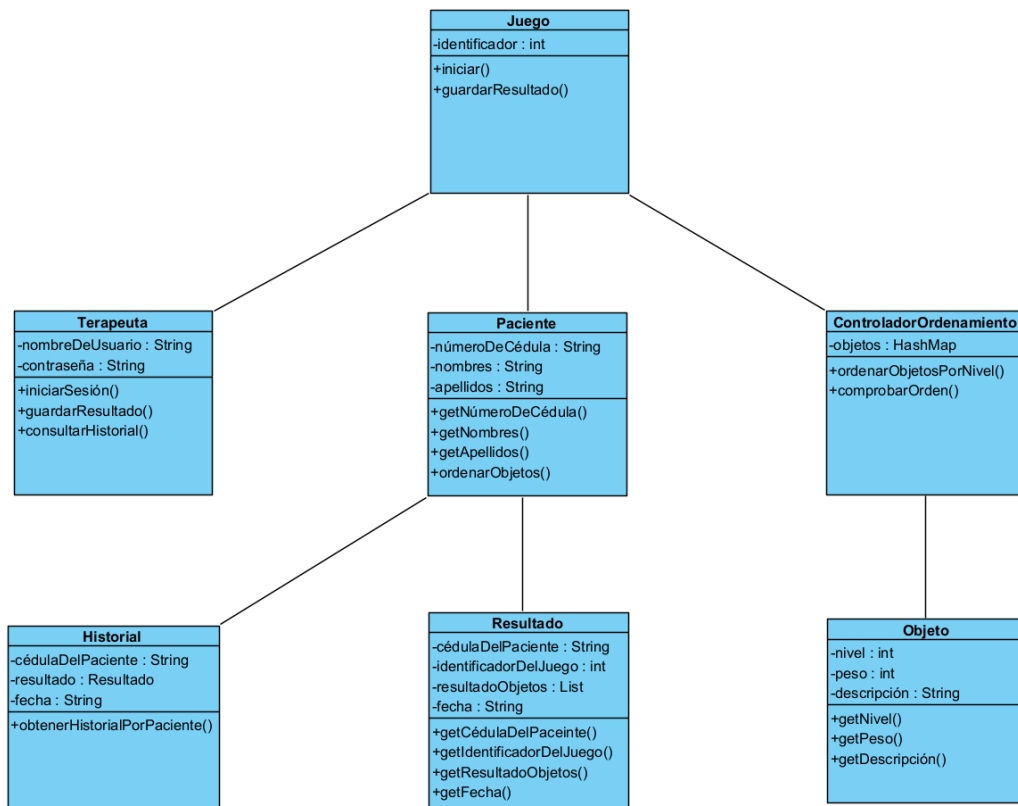 Juego
-identificador : int
+iniciar()
+guardarResultado()
Terapeuta
-nombreDeUsuario : String
-contraseña : String
+iniciarSesión()
+guardarResultado()
+consultarHistorial()
Paciente
-númeroDeCédula : String
-nombres : String
-apellidos : String
+getNúmeroDeCédula()
+getNombres()
+getApellidos()
+ordenarObjetos()
ControladorOrdenamiento
-objetos : HashMap
+ordenarObjetosPorNivel()
+comprobarOrden()
Historial
-cédulaDelPaciente : String
-resultado : Resultado
-fecha : String
+obtenerHistorialPorPaciente()
Resultado
-cédulaDelPaciente : String
-identificadorDelJuego : int
-resultadoObjetos : List
-fecha : String
+getCédulaDelPaceinte()
+getIdentificadorDelJuego()
+getResultadoObjetos()
+getFecha()
Objeto
-nivel : int
-peso : int
-descripción : String
+getNivel()
+getPeso()
+getDescripción()